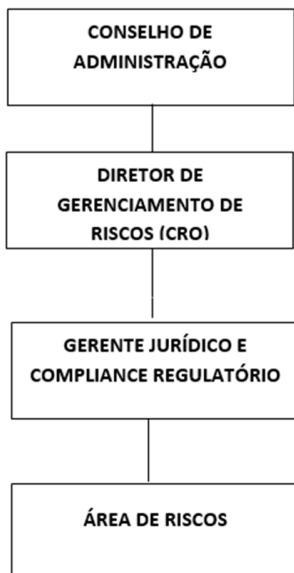 CONSELHO DE
ADMINISTRAÇÃO
DIRETOR DE
GERENCIAMENTO DE
RISCOS (CRO)
GERENTE JURÍDICO E
COMPLIANCE REGULATÓRIO
ÁREA DE RISCOS